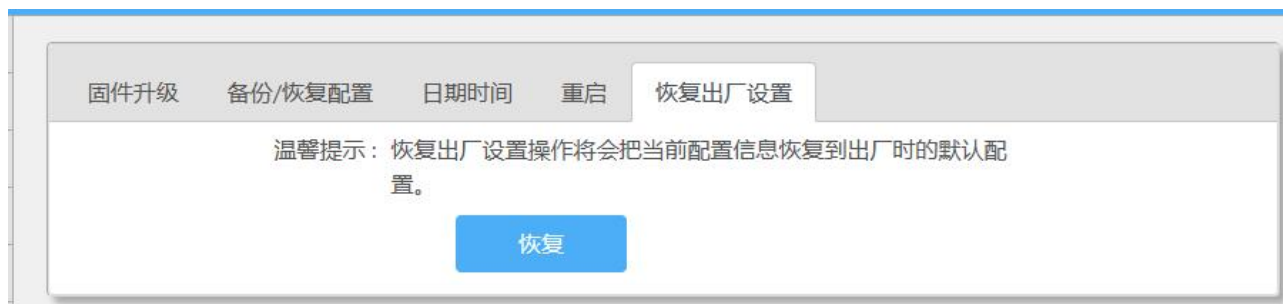 固件升级 备份/恢复配置 日期时间 重启 恢复出厂设置
温馨提示：恢复出厂设置操作将会把当前配置信息恢复到出厂时的默认配
置。
恢复